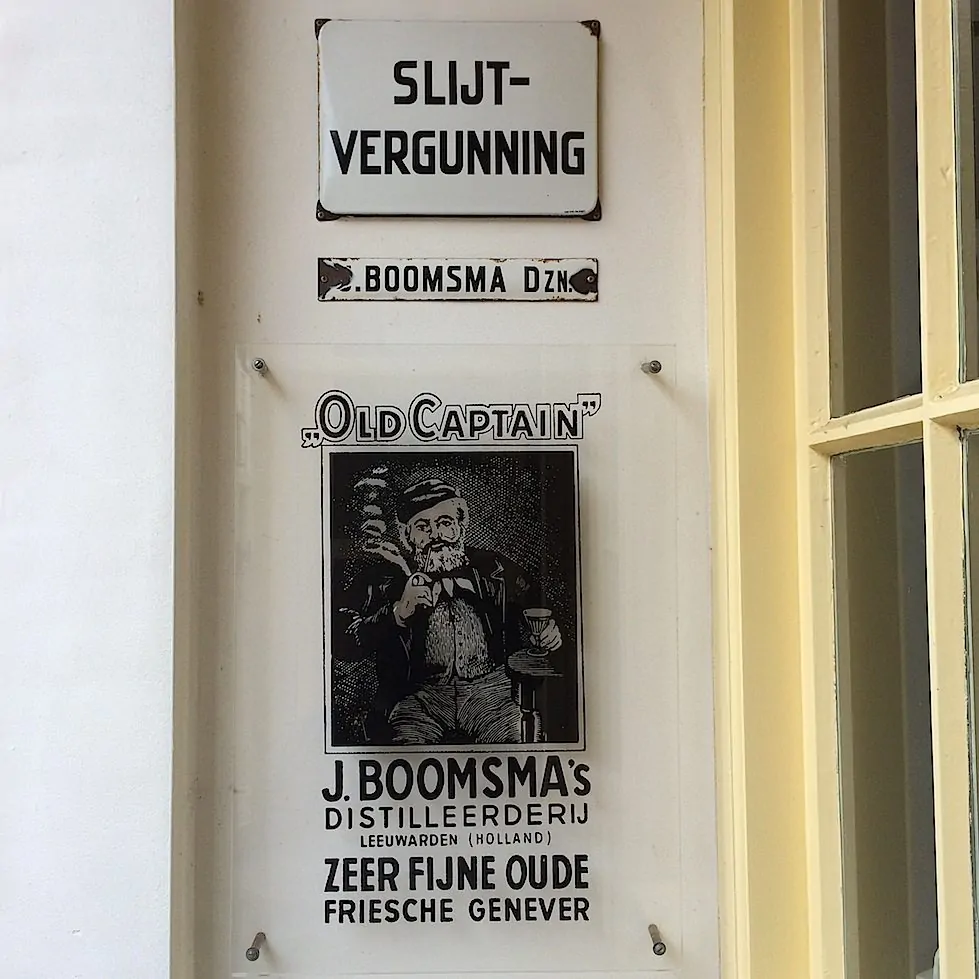 SLIJT-
VERGUNNING
J.BOOMSMA DZN.
„OLD CAPTAIN”
J. BOOMSMA'S
DISTILLEERDERIJ
LEEUWARDEN (HOLLAND)
ZEER FIJNE OUDE
FRIESCHE GENEVER